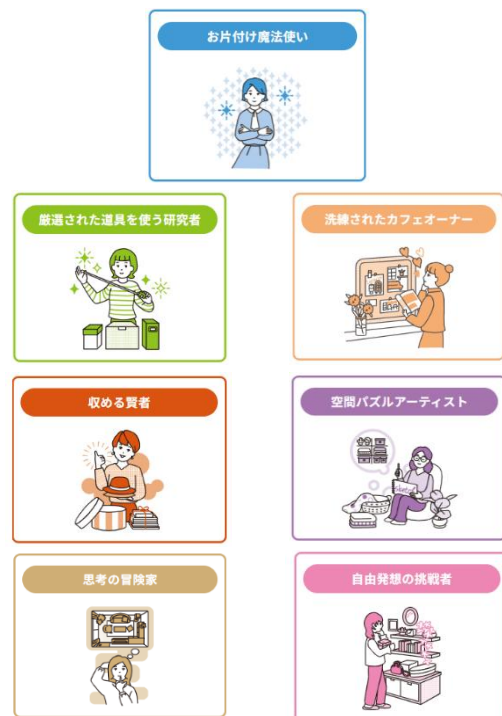 お片付け魔法使い
厳選された道具を使う研究者
洗練されたカフェオーナー
収める賢者
空間パズルアーティスト
思考の冒険家
自由発想の挑戦者